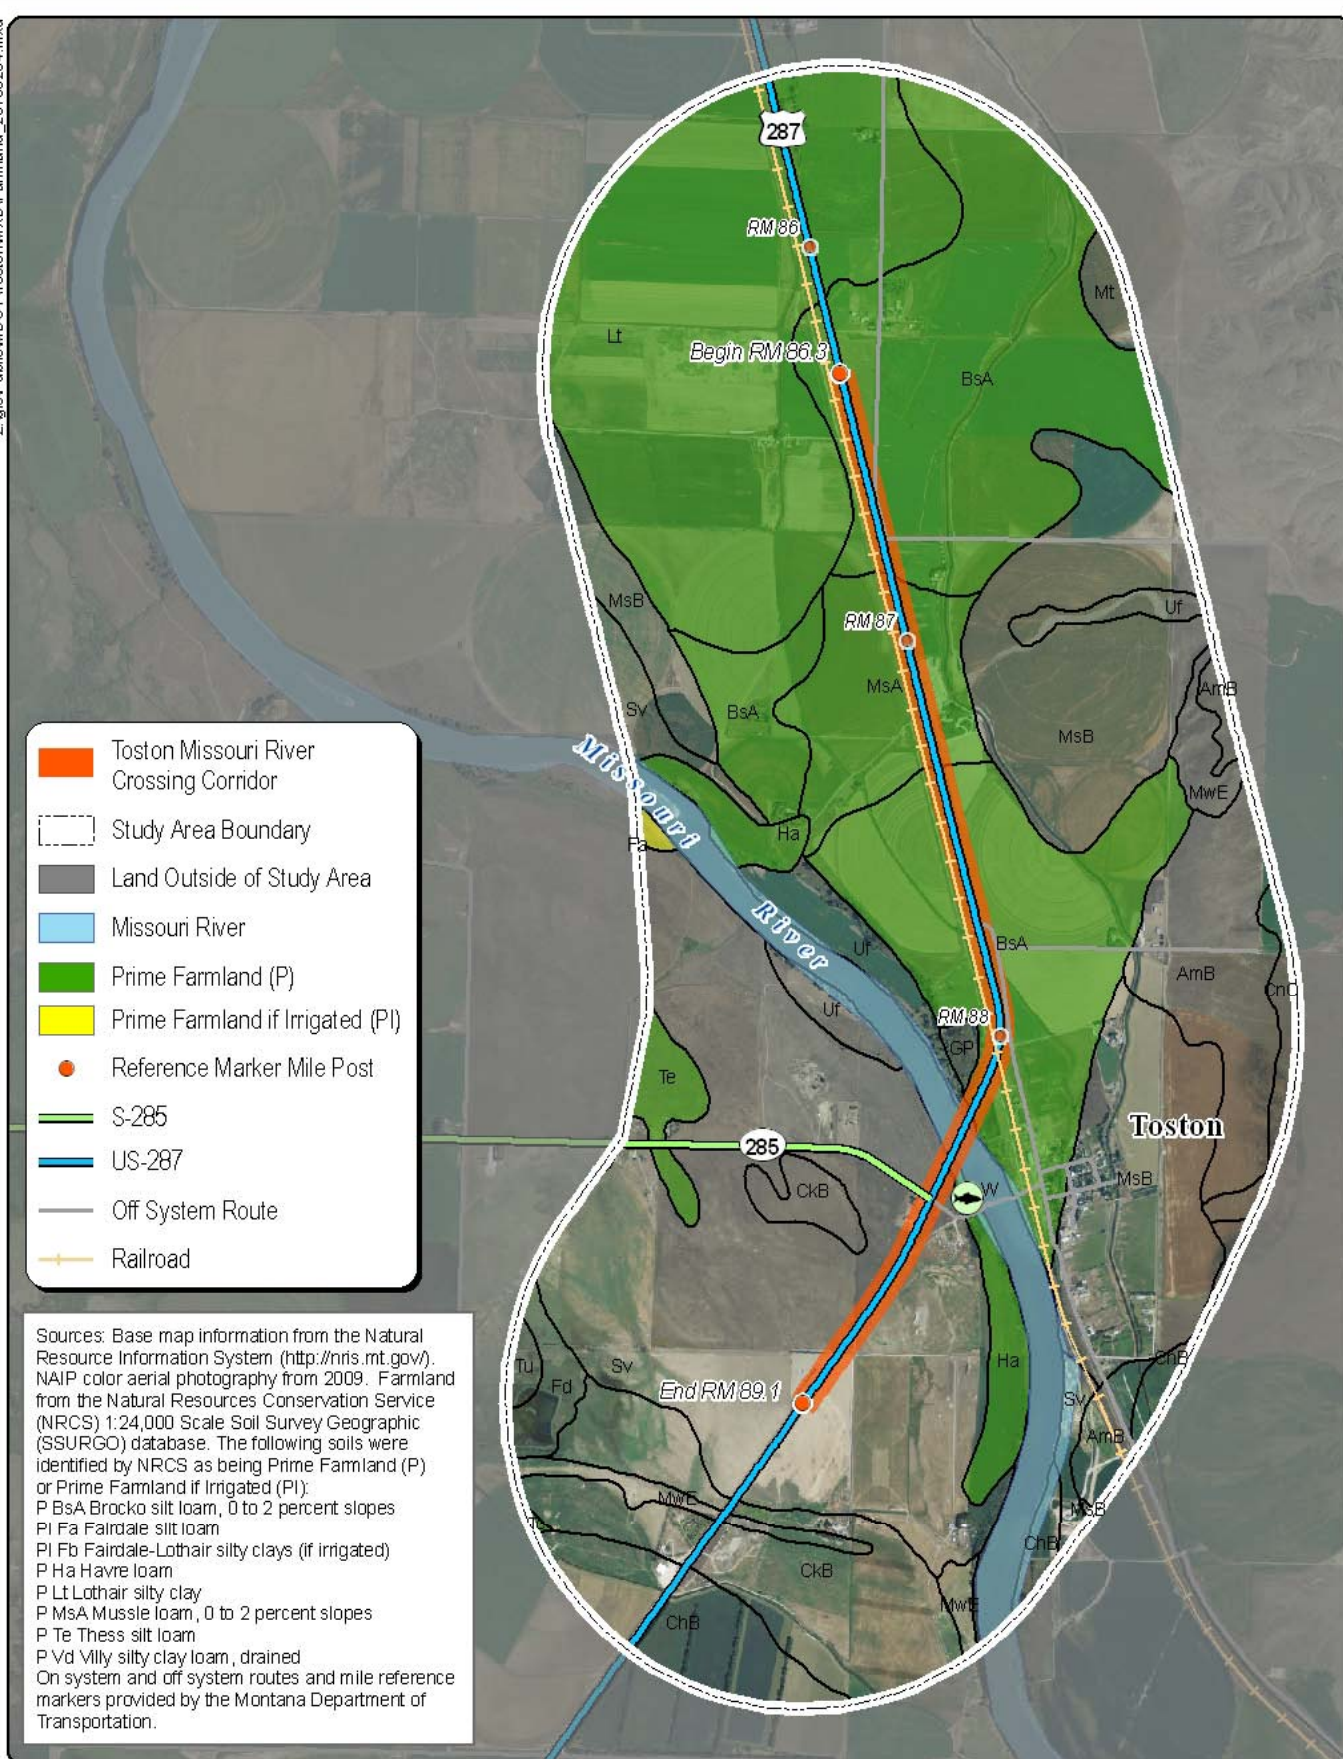 287
RM 86
Mt
Lt
Begin RM 86.3
BsA
MsB
Uf
RM 87
MsA
AmB
Sv
BsA
MsB
Missouri
River
MwE
Ha
Fa
Uf
BsA
AmB
CnC
Uf
RM 88
GP
Te
Toston
285
CkB
W
MsB
Tu
Fd
Sv
End RM 89.1
Ha
ChB
Sv
AmB
MwE
MsB
ChB
CkB
MwE
ChB
Toston Missouri River
Crossing Corridor
Study Area Boundary
Land Outside of Study Area
Missouri River
Prime Farmland (P)
Prime Farmland if Irrigated (PI)
Reference Marker Mile Post
S-285
US-287
Off System Route
Railroad
Sources: Base map information from the Natural
Resource Information System (http://nris.mt.gov/).
NAIP color aerial photography from 2009. Farmland
from the Natural Resources Conservation Service
(NRCS) 1:24,000 Scale Soil Survey Geographic
(SSURGO) database. The following soils were
identified by NRCS as being Prime Farmland (P)
or Prime Farmland if Irrigated (PI):
P BsA Brocko silt loam, 0 to 2 percent slopes
PI Fa Fairdale silt loam
PI Fb Fairdale-Lothair silty clays (if irrigated)
P Ha Havre loam
P Lt Lothair silty clay
P MsA Mussle loam, 0 to 2 percent slopes
P Te Thess silt loam
P Vd Villy silty clay loam, drained
On system and off system routes and mile reference
markers provided by the Montana Department of
Transportation.